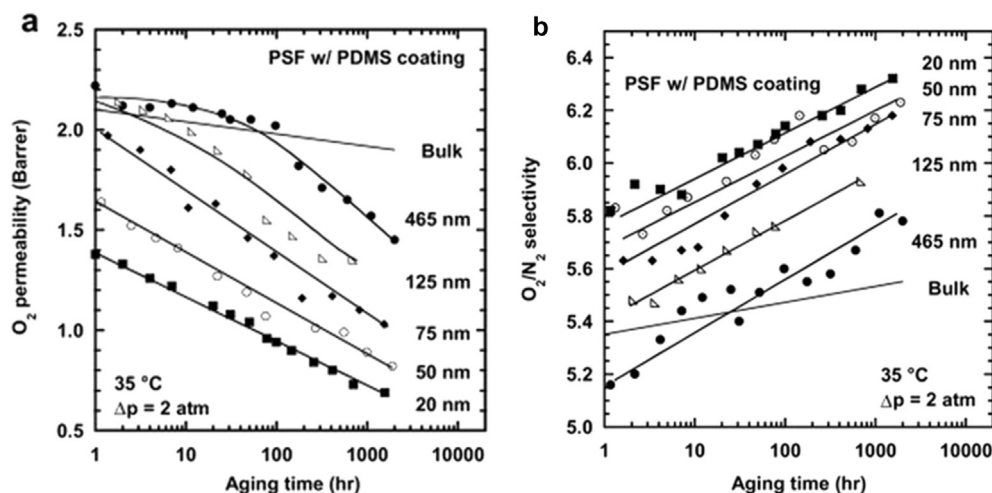 a
2.5
2.0
1.5
1.0
0.5
O2 permeability (Barrer)
PSF w/ PDMS coating
Bulk
465 nm
125 nm
75 nm
50 nm
20 nm
35 °C
Δp = 2 atm
1
10
100
1000
10000
Aging time (hr)
b
6.4
6.2
6.0
5.8
5.6
5.4
5.2
5.0
O2/N2 selectivity
PSF w/ PDMS coating
20 nm
50 nm
75 nm
125 nm
465 nm
Bulk
35 °C
Δp = 2 atm
1
10
100
1000
10000
Aging time (hr)